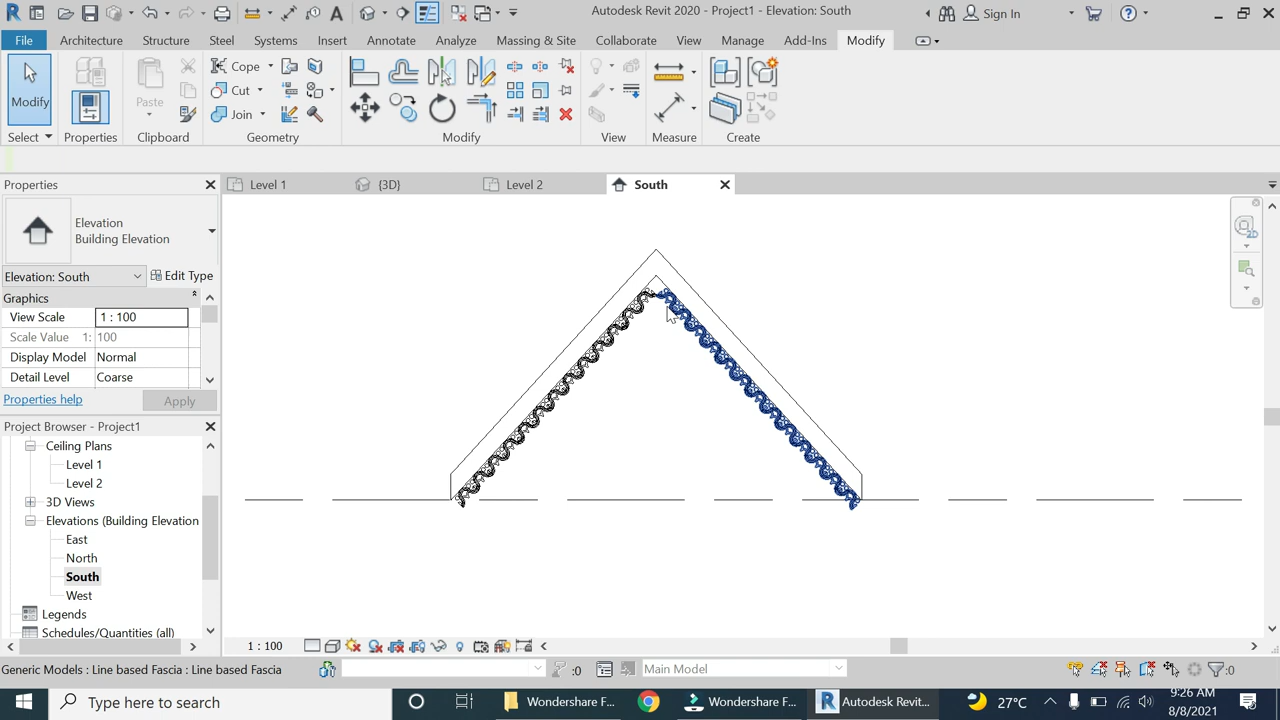 Autodesk Revit 2020 - Project1 - Elevation: South
Sign In
File
Architecture
Structure
Steel
Systems
Insert
Annotate
Analyze
Massing & Site
Collaborate
View
Manage
Add-Ins
Modify
Modify
Paste
Cope
Cut
Join
Select
Properties
Clipboard
Geometry
Modify
View
Measure
Create
Properties
Level 1
{3D}
Level 2
South
Elevation
Building Elevation
Elevation: South
Edit Type
Graphics
View Scale
1 : 100
Scale Value 1:
100
Display Model
Normal
Detail Level
Coarse
Properties help
Apply
Project Browser - Project1
Ceiling Plans
Level 1
Level 2
3D Views
Elevations (Building Elevation
East
North
South
West
Legends
Schedules/Quantities (all)
1 : 100
Generic Models : Line based Fascia : Line based Fascia
:0
Main Model
:0
Type here to search
Wondershare F...
Wondershare F...
Autodesk Revit...
27°C
9:26 AM
8/8/2021